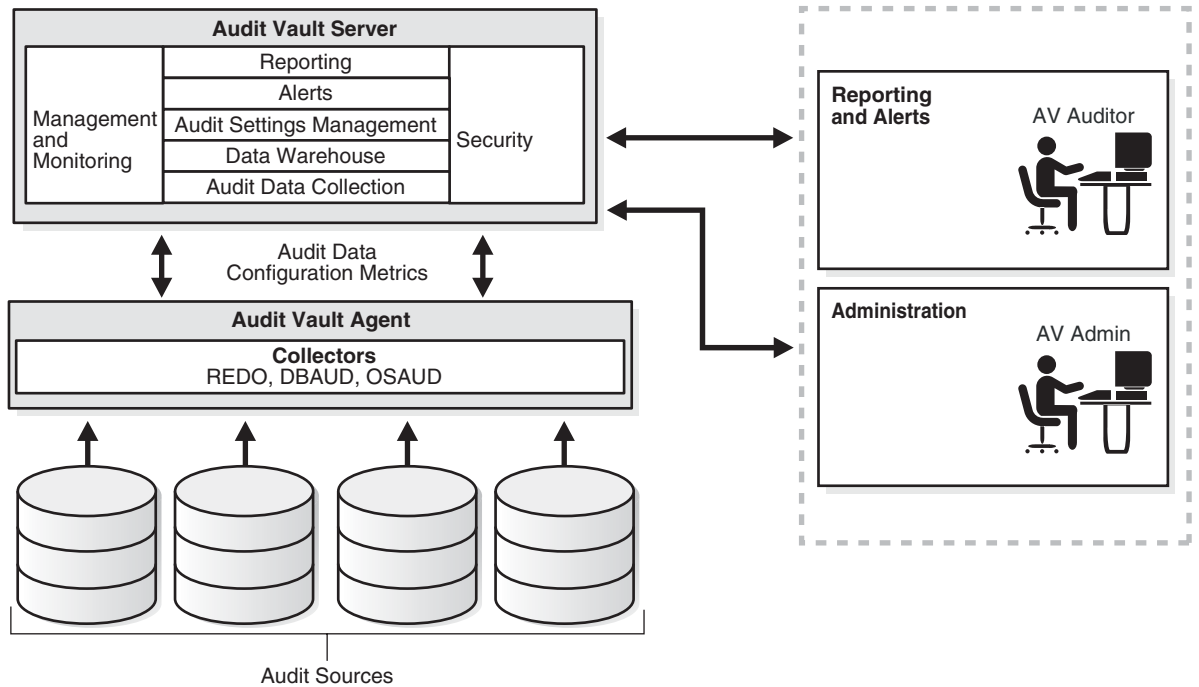 Audit Vault Server
Management
and
Monitoring
Reporting
Alerts
Audit Settings Management
Data Warehouse
Audit Data Collection
Security
Audit Data
Configuration Metrics
Audit Vault Agent
Collectors
REDO, DBAUD, OSAUD
Audit Sources
Reporting
and Alerts
AV Auditor
Administration
AV Admin